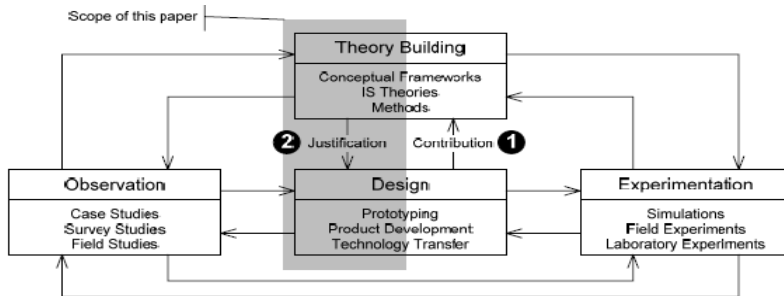 Scope of this paper
Theory Building
Conceptual Frameworks
IS Theories
Methods
2 Justification
Contribution 1
Observation
Case Studies
Survey Studies
Field Studies
Design
Prototyping
Product Development
Technology Transfer
Experimentation
Simulations
Field Experiments
Laboratory Experiments